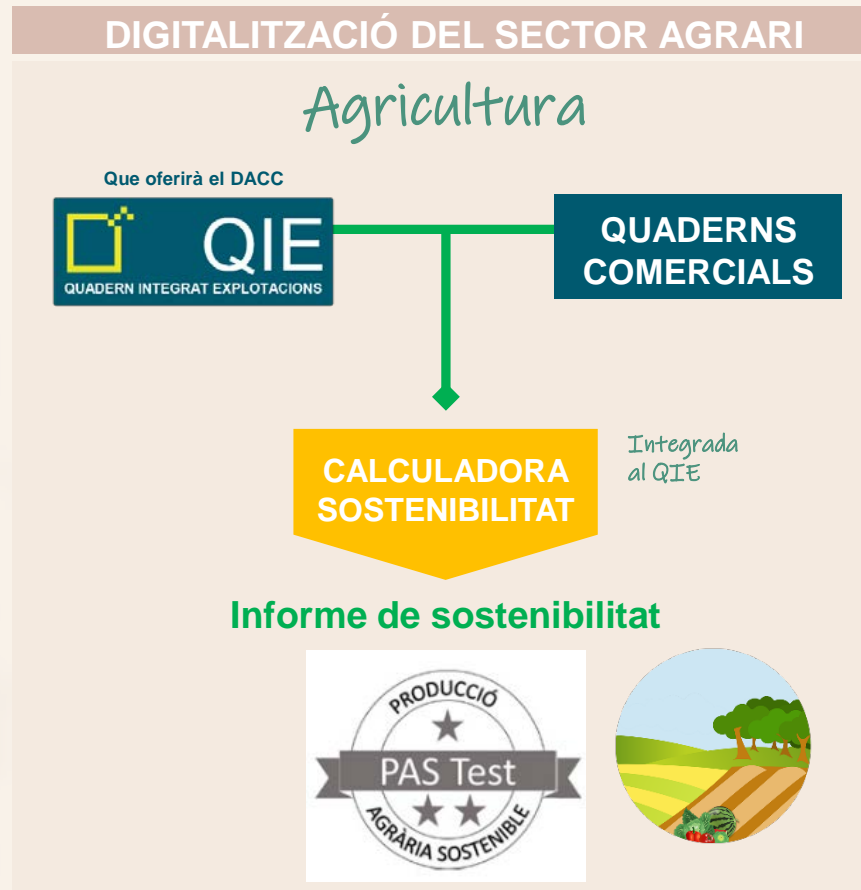 DIGITALITZACIÓ DEL SECTOR AGRARI
Agricultura
Que oferirà el DACC
QIE
QUADERN INTEGRAT EXPLOTACIONS
QUADERNS
COMERCIALS
CALCULADORA
SOSTENIBILITAT
Integrada
al QIE
Informe de sostenibilitat
PRODUCCIÓ
PAS Test
AGRÀRIA SOSTENIBLE